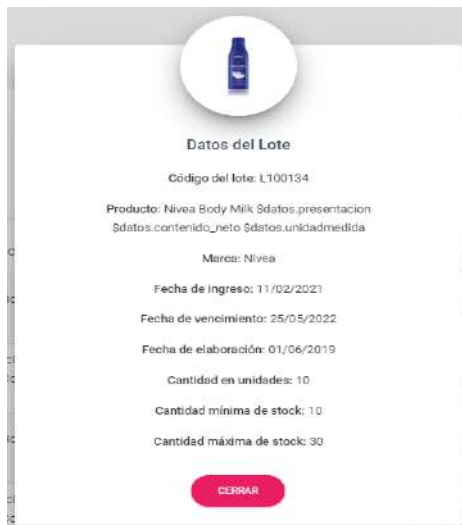 Datos del Lote
Código del lote: L100134
Producto: Nivea Body Milk $datos.presentacion
$datos.contenido_neto $datos.unidadmedida
Marca: Nivea
Fecha de ingreso: 11/02/2021
Fecha de vencimiento: 25/05/2022
Fecha de elaboración: 01/06/2019
Cantidad en unidades: 10
Cantidad mínima de stock: 10
Cantidad máxima de stock: 30
CERRAR